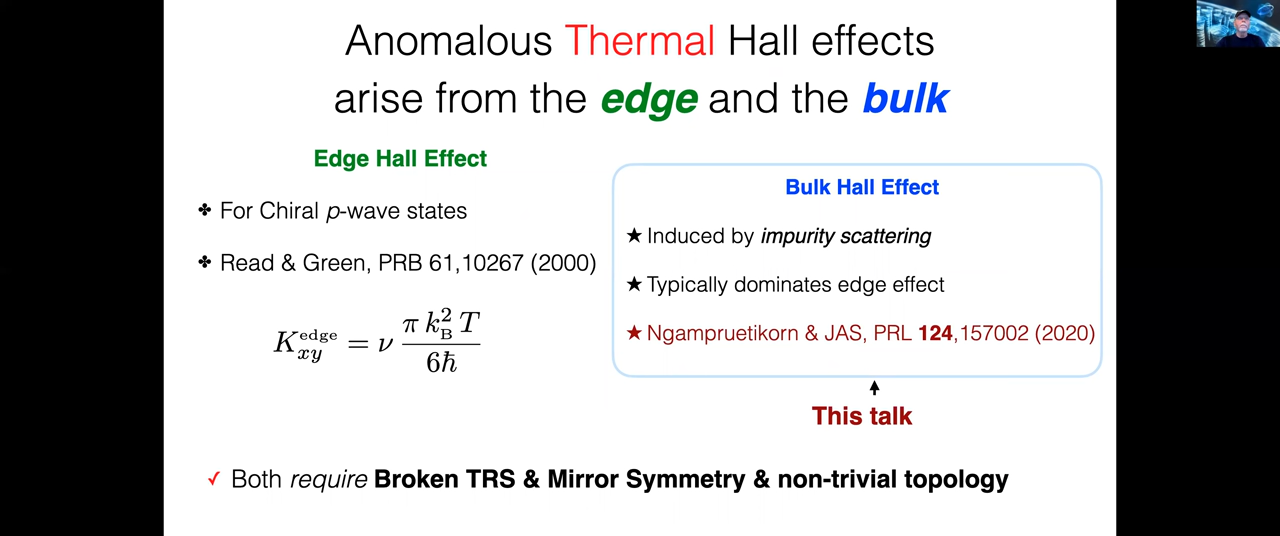 Anomalous Thermal Hall effects
arise from the edge and the bulk
Edge Hall Effect
✤ For Chiral p-wave states
✤ Read & Green, PRB 61,10267 (2000)
K_{xy}^{edge} = ν \frac{π k_B^2 T}{6ħ}
Bulk Hall Effect
★ Induced by impurity scattering
★ Typically dominates edge effect
★ Ngampruetikorn & JAS, PRL 124,157002 (2020)
This talk
✓ Both require Broken TRS & Mirror Symmetry & non-trivial topology